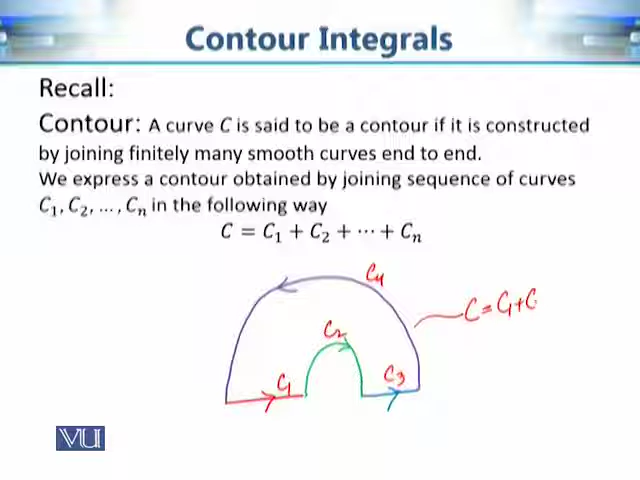 Contour Integrals
Recall:
Contour: A curve C is said to be a contour if it is constructed
by joining finitely many smooth curves end to end.
We express a contour obtained by joining sequence of curves
C₁, C₂, ..., Cₙ in the following way
C = C₁ + C₂ + ⋯ + Cₙ
C₄
C = C₁ + C
C₂
C₁
C₃
VU